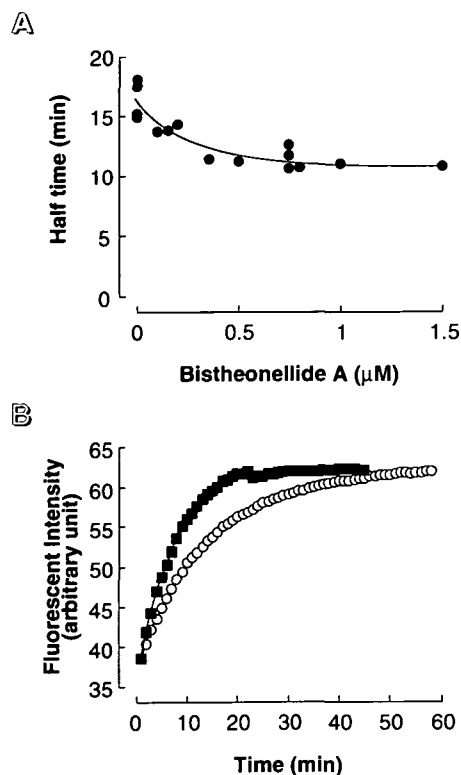 A
20
15
10
5
0
Half time (min)
0 0.5 1 1.5
Bistheonellide A (μM)
B
65
60
55
50
45
40
35
Fluorescent Intensity
(arbitrary unit)
0 10 20 30 40 50 60
Time (min)